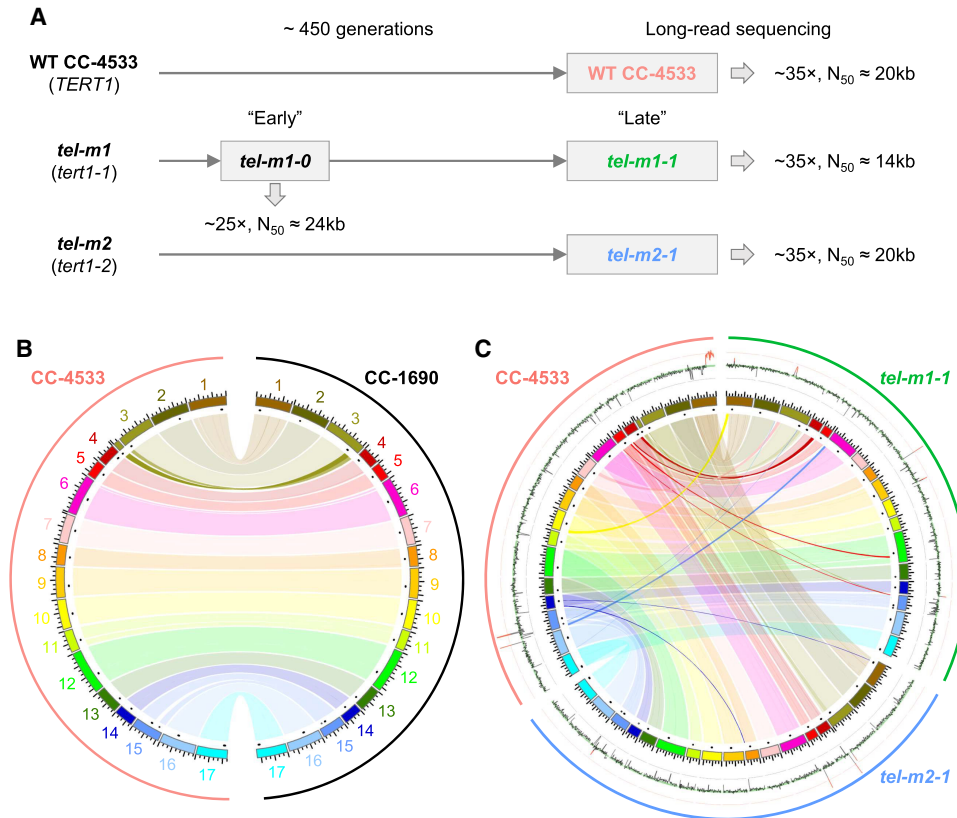 A
~ 450 generations
Long-read sequencing
WT CC-4533
(TERT1)
WT CC-4533
~35×, N50 ≈ 20kb
"Early"
"Late"
tel-m1
(tert1-1)
tel-m1-0
tel-m1-1
~35×, N50 ≈ 14kb
~25×, N50 ≈ 24kb
tel-m2
(tert1-2)
tel-m2-1
~35×, N50 ≈ 20kb
B
CC-4533
CC-1690
1
2
3
4
5
6
7
8
9
10
11
12
13
14
15
16
17
1
2
3
4
5
6
7
8
9
10
11
12
13
14
15
16
17
C
CC-4533
tel-m1-1
tel-m2-1